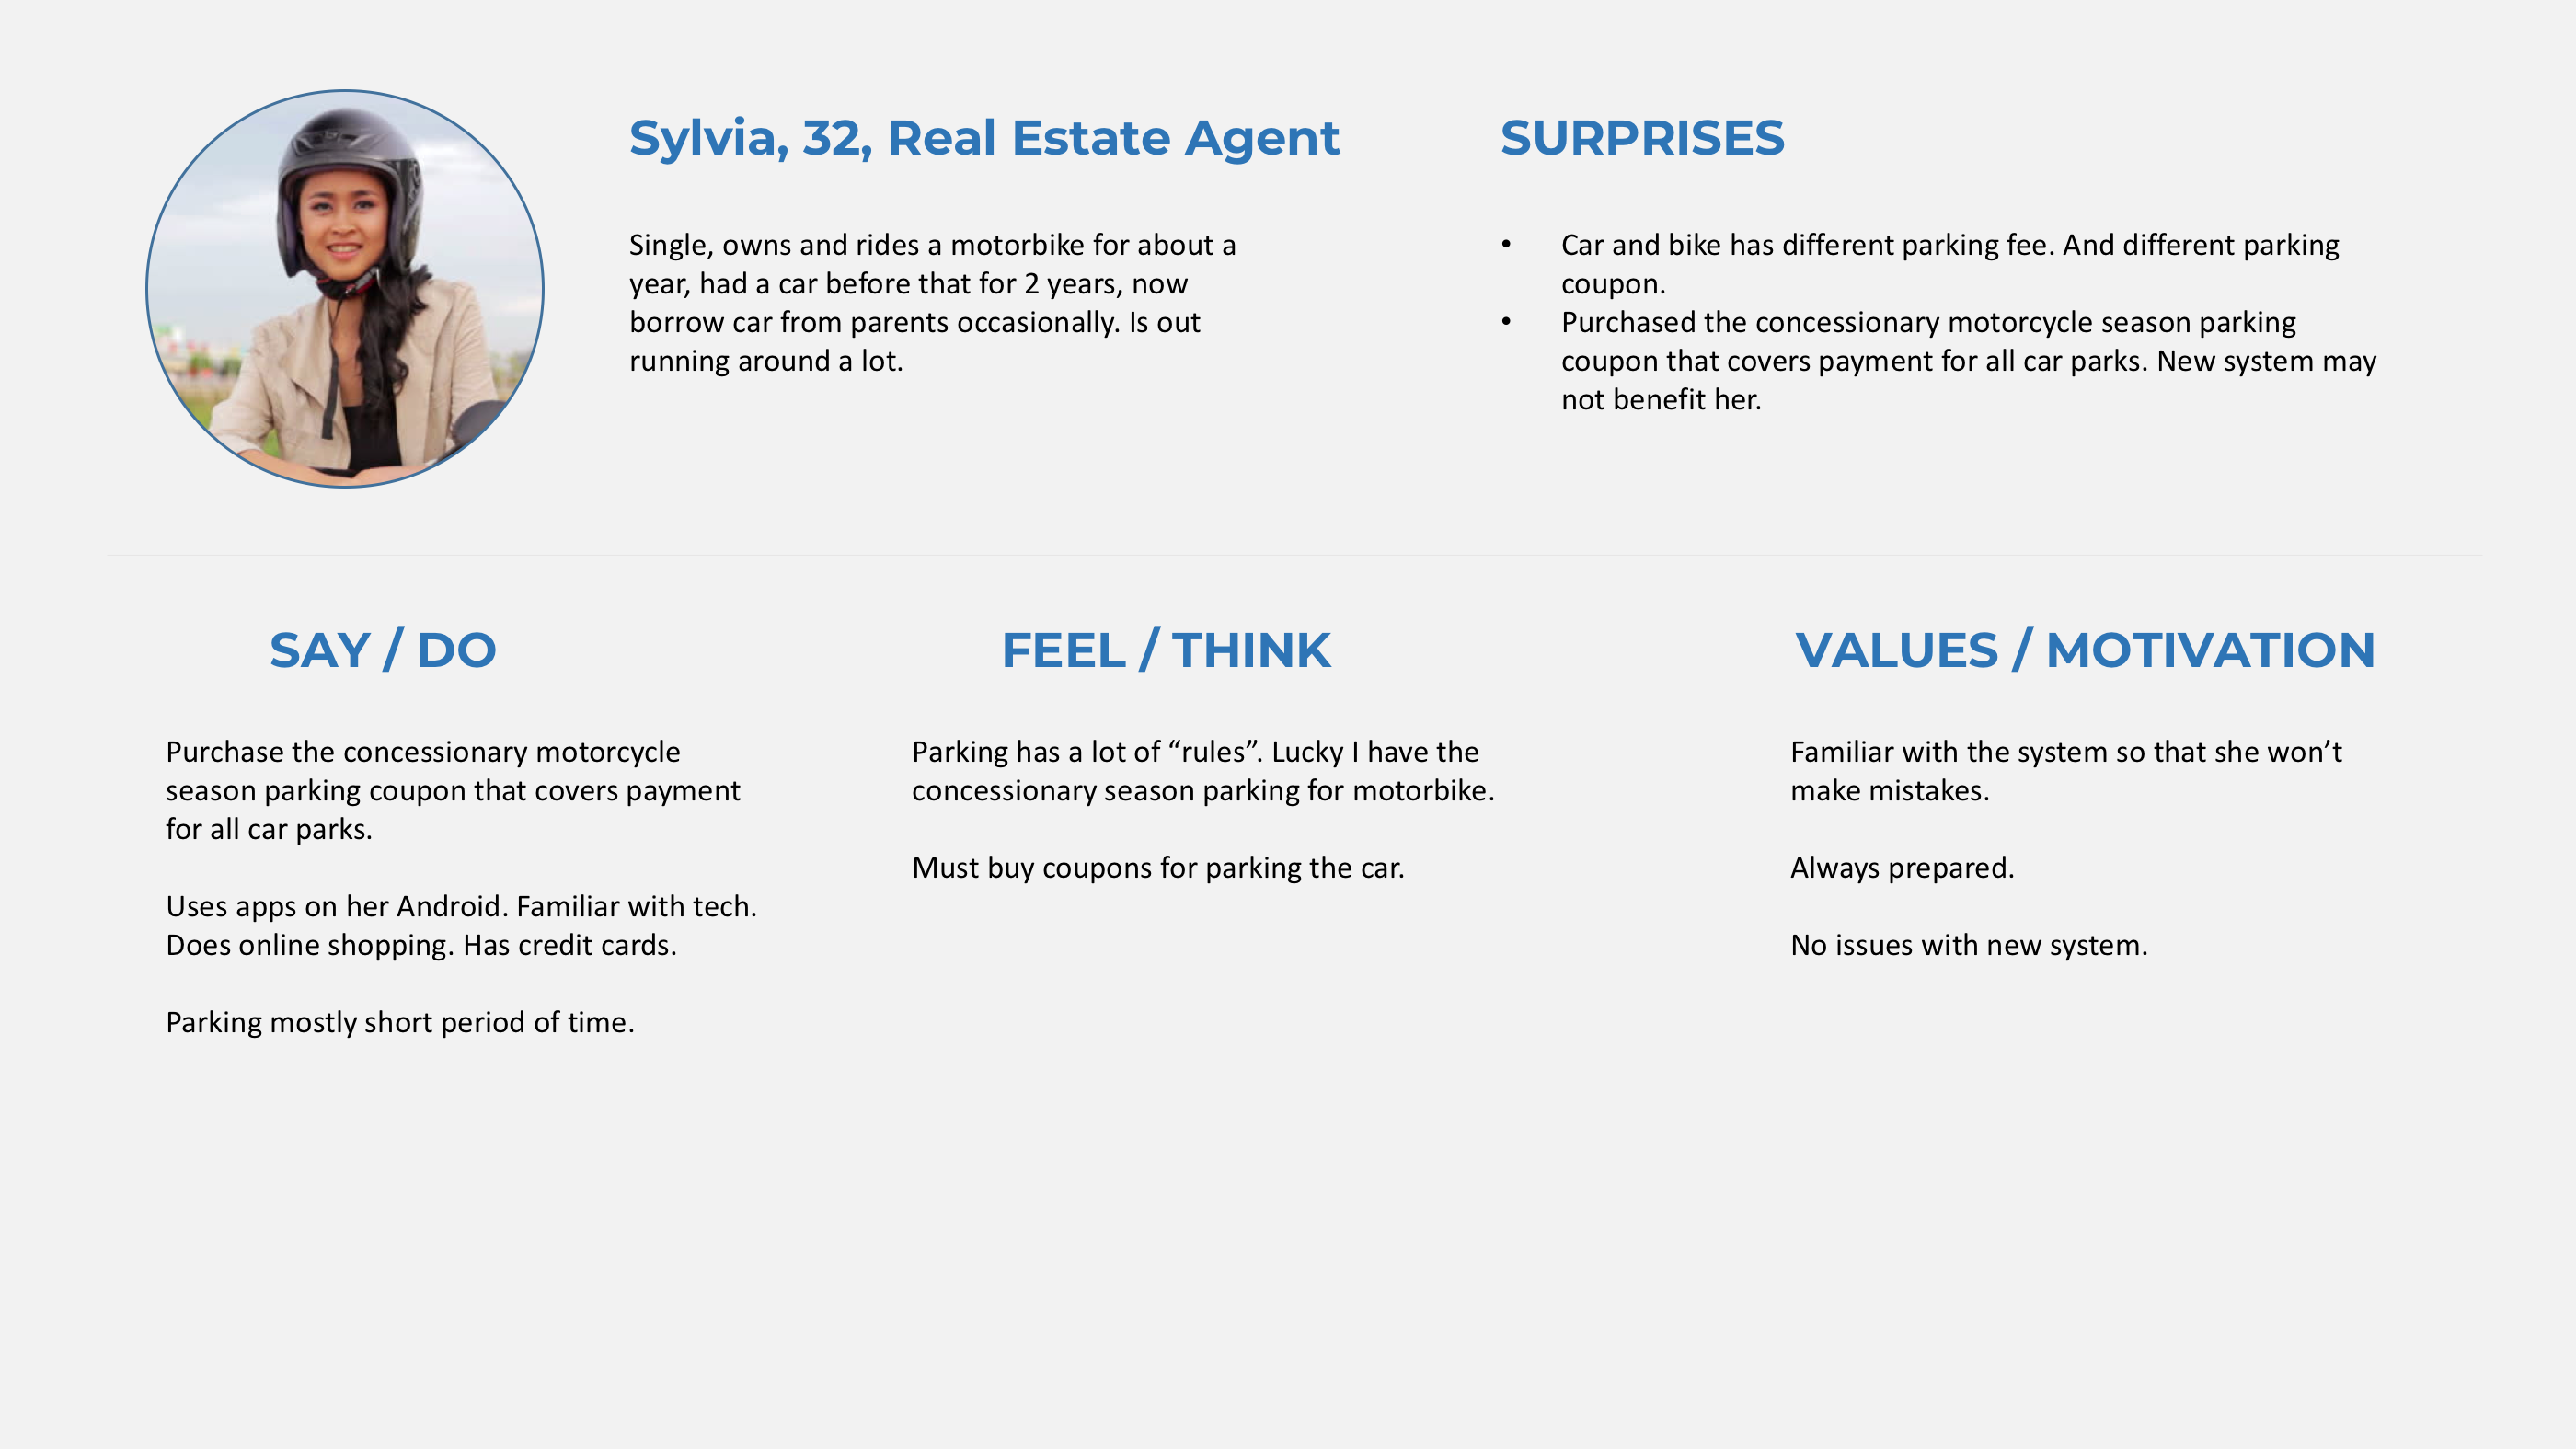 Sylvia, 32, Real Estate Agent
Single, owns and rides a motorbike for about a
year, had a car before that for 2 years, now
borrow car from parents occasionally. Is out
running around a lot.
SURPRISES
• Car and bike has different parking fee. And different parking
coupon.
• Purchased the concessionary motorcycle season parking
coupon that covers payment for all car parks. New system may
not benefit her.
SAY / DO
Purchase the concessionary motorcycle
season parking coupon that covers payment
for all car parks.
Uses apps on her Android. Familiar with tech.
Does online shopping. Has credit cards.
Parking mostly short period of time.
FEEL / THINK
Parking has a lot of “rules”. Lucky I have the
concessionary season parking for motorbike.
Must buy coupons for parking the car.
VALUES / MOTIVATION
Familiar with the system so that she won’t
make mistakes.
Always prepared.
No issues with new system.